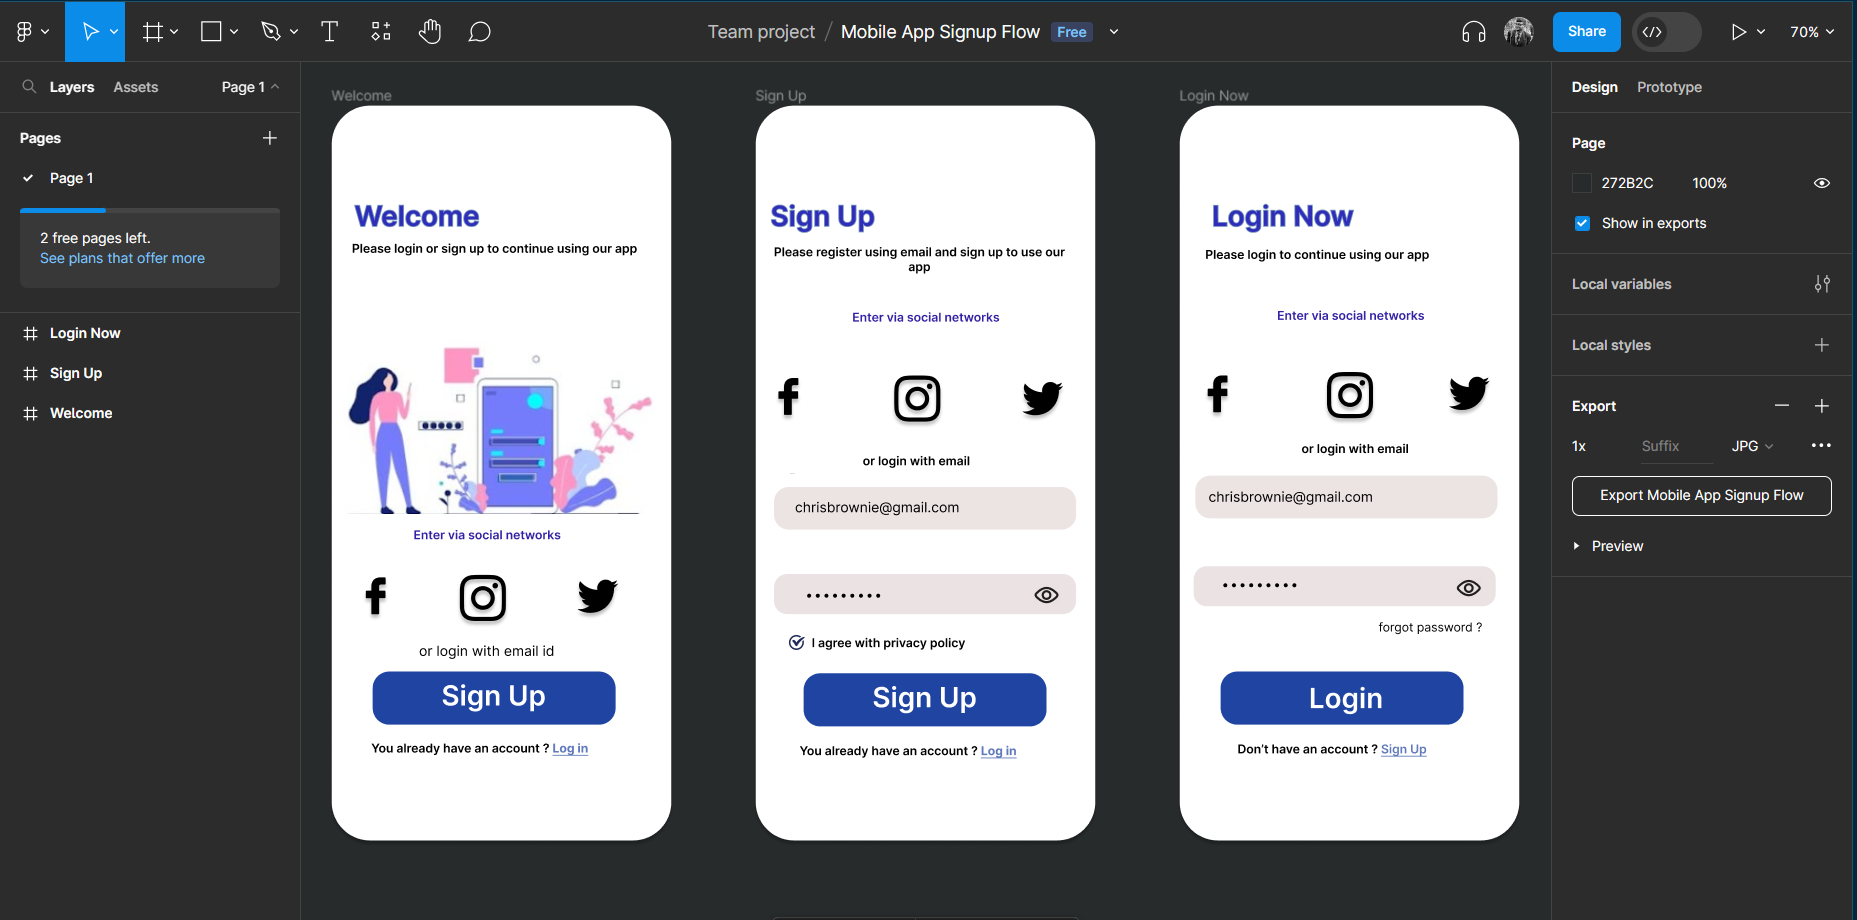 Team project / Mobile App Signup Flow Free
Share
70%
Layers Assets Page 1
Pages
Page 1
2 free pages left.
See plans that offer more
Login Now
Sign Up
Welcome
Welcome
Welcome
Please login or sign up to continue using our app
Enter via social networks
or login with email id
Sign Up
You already have an account ? Log in
Sign Up
Sign Up
Please register using email and sign up to use our
app
Enter via social networks
or login with email
chrisbrownie@gmail.com
•••••••••
I agree with privacy policy
Sign Up
You already have an account ? Log in
Login Now
Login Now
Please login to continue using our app
Enter via social networks
or login with email
chrisbrownie@gmail.com
•••••••••
forgot password ?
Login
Don't have an account ? Sign Up
Design Prototype
Page
272B2C 100%
Show in exports
Local variables
Local styles
Export
1x Suffix JPG
Export Mobile App Signup Flow
Preview